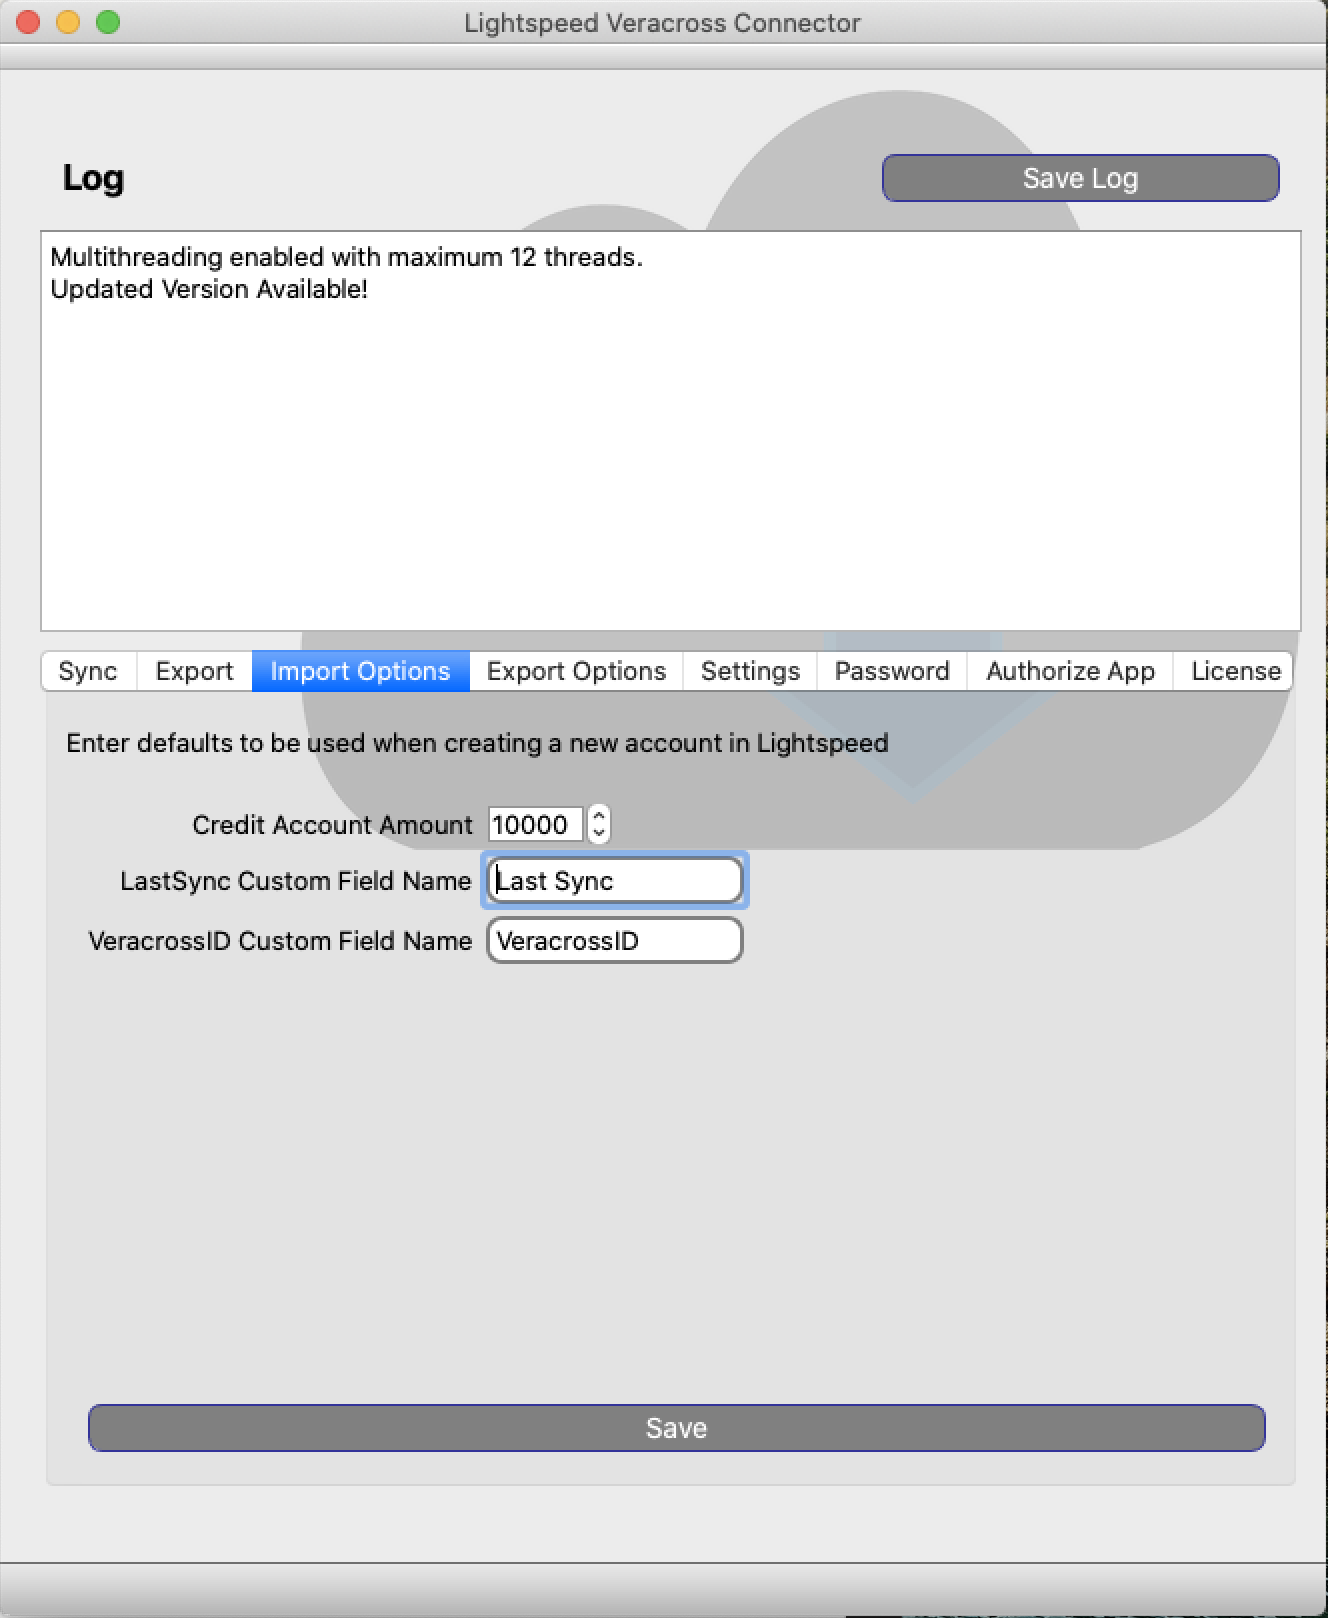 Lightspeed Veracross Connector
Log
Save Log
Multithreading enabled with maximum 12 threads.
Updated Version Available!
Sync Export Import Options Export Options Settings Password Authorize App License
Enter defaults to be used when creating a new account in Lightspeed
Credit Account Amount 10000
LastSync Custom Field Name Last Sync
VeracrossID Custom Field Name VeracrossID
Save